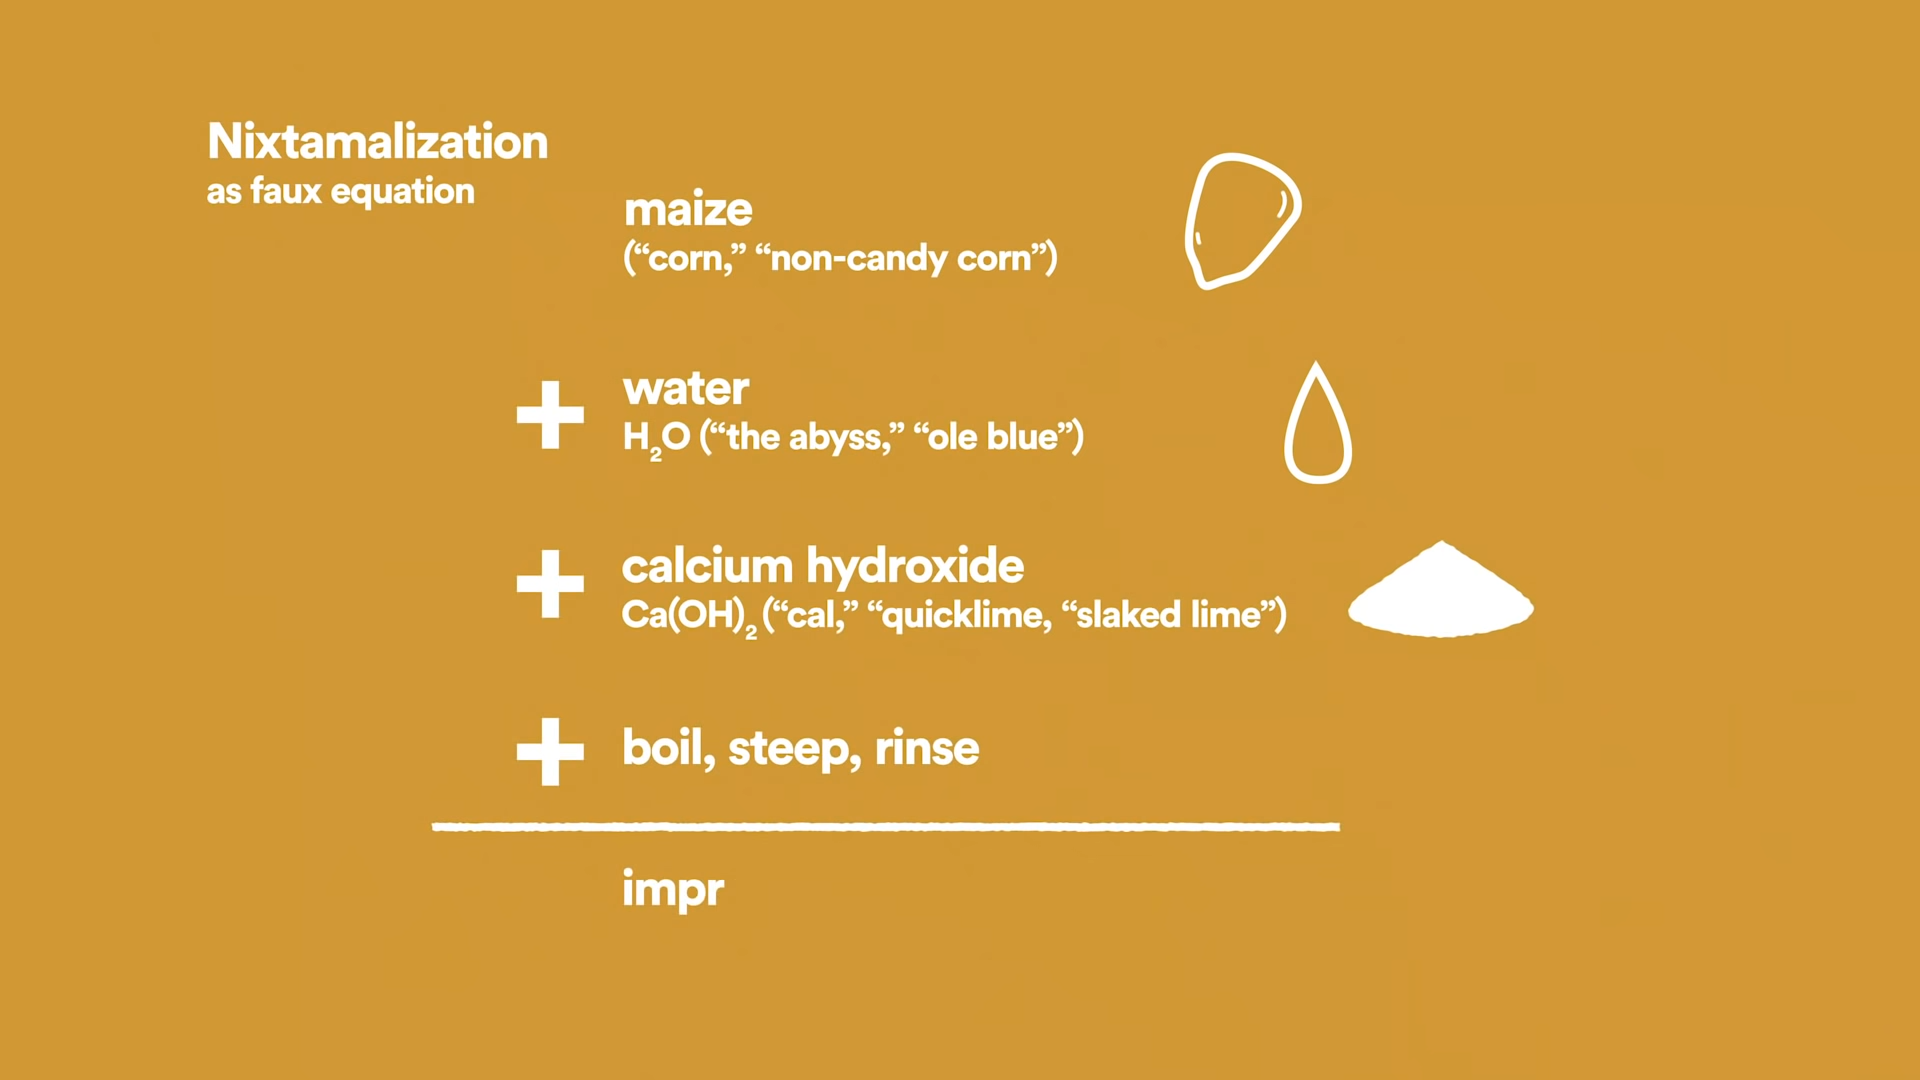 Nixtamalization
as faux equation
maize
(“corn,” “non-candy corn”)
+ water
H₂O (“the abyss,” “ole blue”)
+ calcium hydroxide
Ca(OH)₂ (“cal,” “quicklime, “slaked lime”)
+ boil, steep, rinse
impr